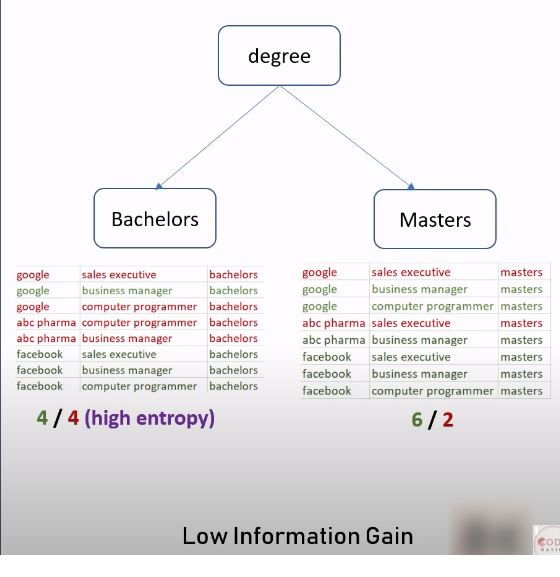 degree
Bachelors
Masters
google sales executive bachelors
google business manager bachelors
google computer programmer bachelors
abc pharma computer programmer bachelors
abc pharma business manager bachelors
facebook sales executive bachelors
facebook business manager bachelors
facebook computer programmer bachelors
4 / 4 (high entropy)
google sales executive masters
google business manager masters
google computer programmer masters
abc pharma sales executive masters
abc pharma business manager masters
facebook sales executive masters
facebook business manager masters
facebook computer programmer masters
6 / 2
Low Information Gain